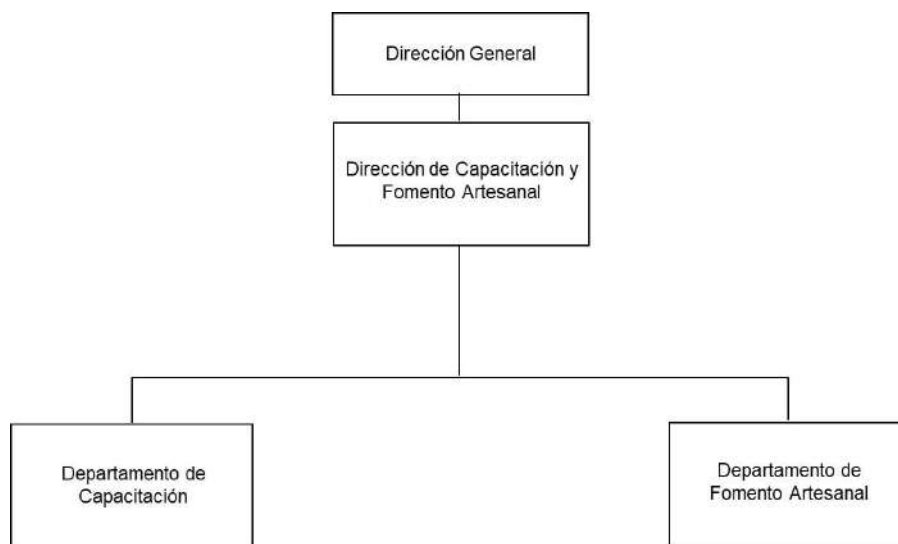 Dirección General
Dirección de Capacitación y
Fomento Artesanal
Departamento de
Capacitación
Departamento de
Fomento Artesanal